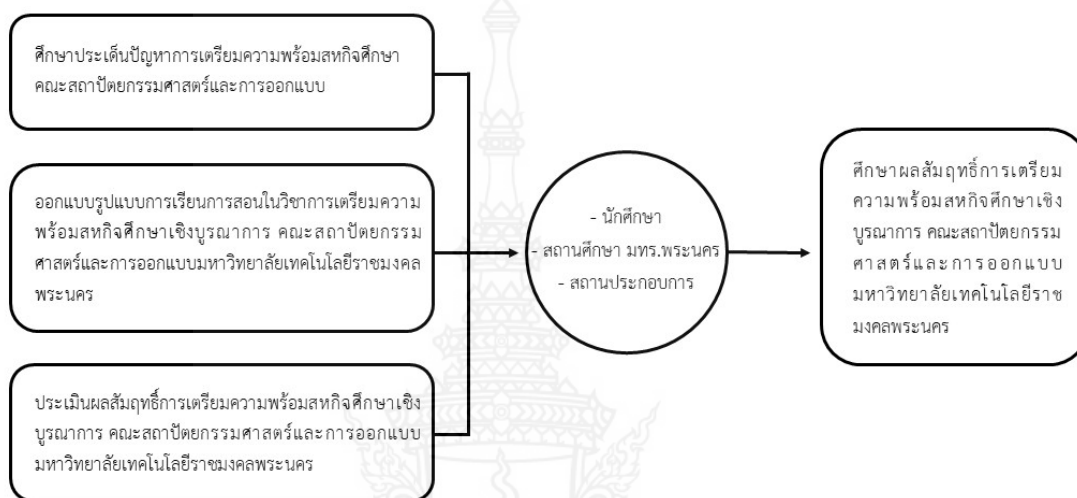 ศึกษาประเด็นปัญหาการเตรียมความพร้อมสหกิจศึกษา
คณะสถาปัตยกรรมศาสตร์และการออกแบบ
ออกแบบรูปแบบการเรียนการสอนในวิชาการเตรียมความ
พร้อมสหกิจศึกษาเชิงบูรณาการ คณะสถาปัตยกรรม
ศาสตร์และการออกแบบมหาวิทยาลัยเทคโนโลยีราชมงคล
พระนคร
ประเมินผลสัมฤทธิ์การเตรียมความพร้อมสหกิจศึกษาเชิง
บูรณาการ คณะสถาปัตยกรรมศาสตร์และการออกแบบ
มหาวิทยาลัยเทคโนโลยีราชมงคลพระนคร
- นักศึกษา
- สถานศึกษา มทร.พระนคร
- สถานประกอบการ
ศึกษาผลสัมฤทธิ์การเตรียม
ความพร้อมสหกิจศึกษาเชิง
บูรณาการ คณะสถาปัตยกรรม
ศาสตร์และการออกแบบ
มหาวิทยาลัยเทคโนโลยีราช
มงคลพระนคร